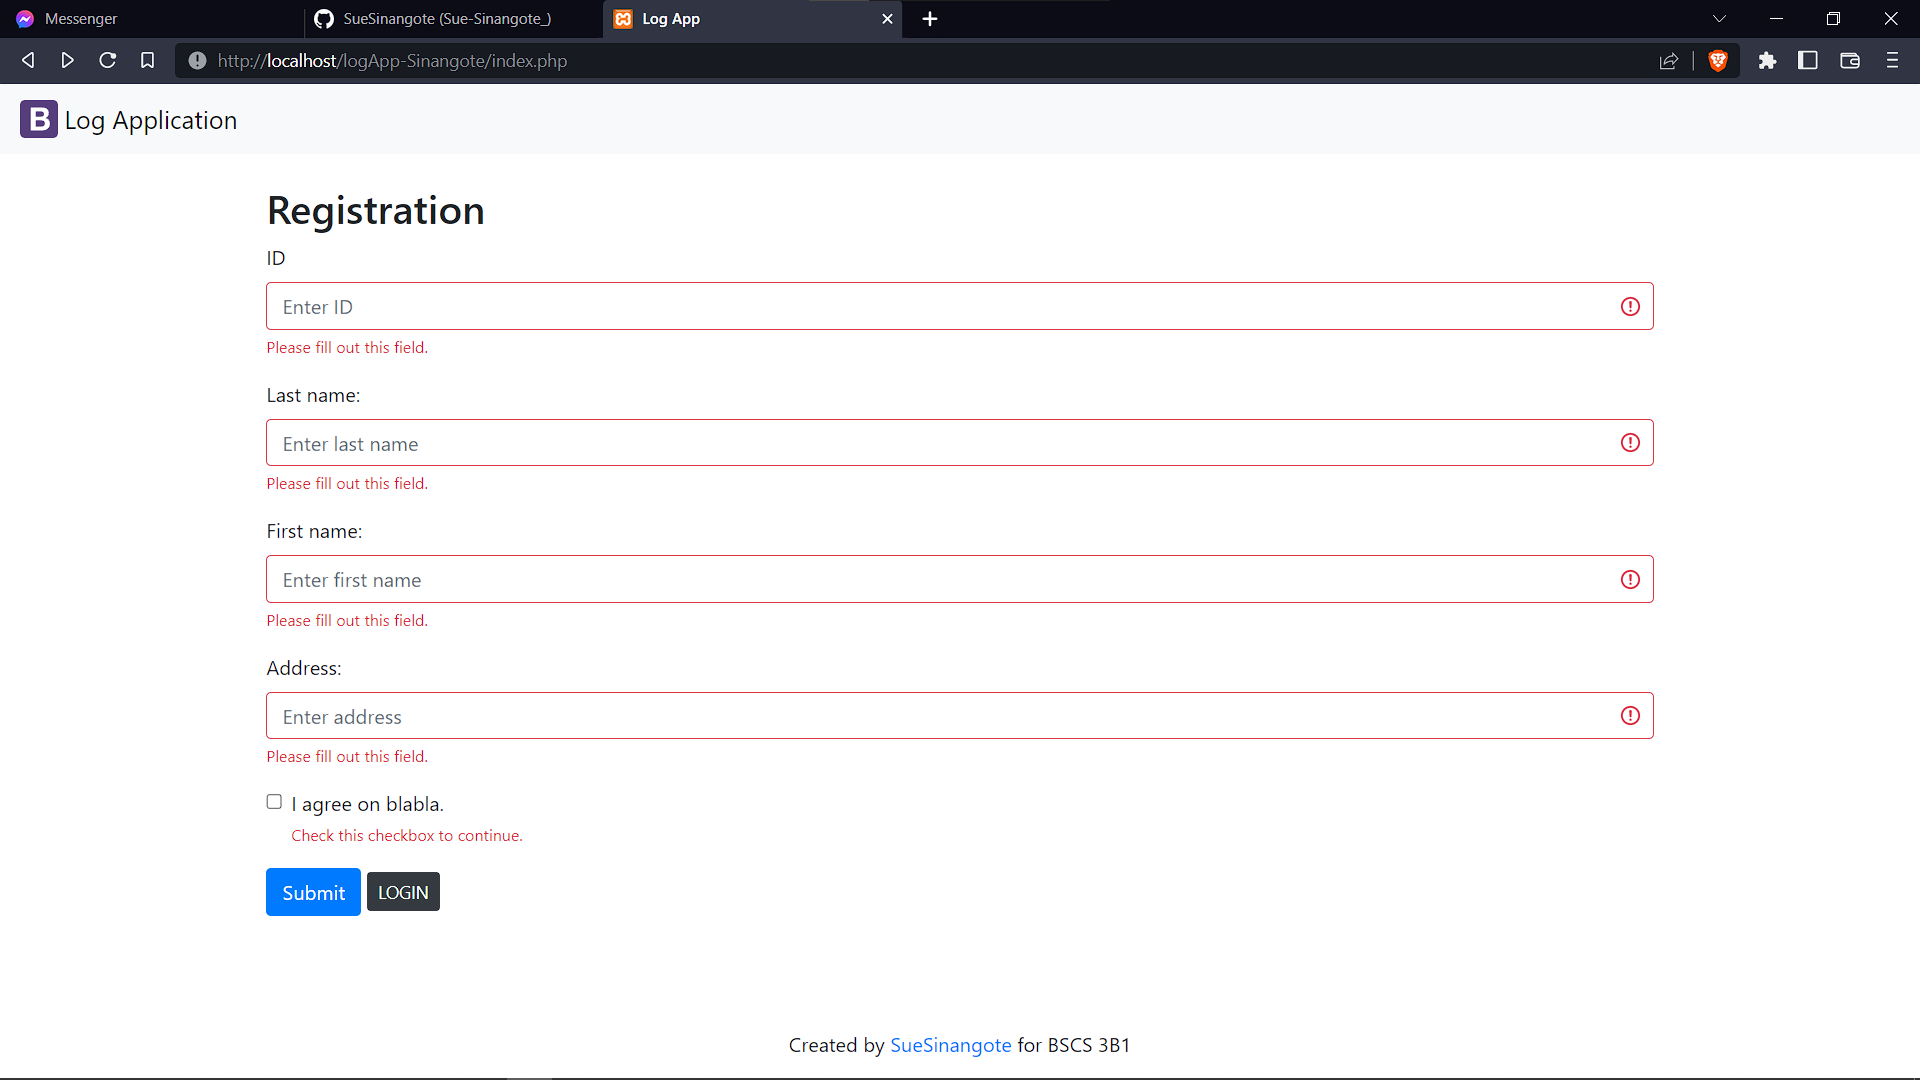 Messenger
SueSinangote (Sue-Sinangote_)
Log App
http://localhost/logApp-Sinangote/index.php
B Log Application
Registration
ID
Enter ID
Please fill out this field.
Last name:
Enter last name
Please fill out this field.
First name:
Enter first name
Please fill out this field.
Address:
Enter address
Please fill out this field.
I agree on blabla.
Check this checkbox to continue.
Submit LOGIN
Created by SueSinangote for BSCS 3B1